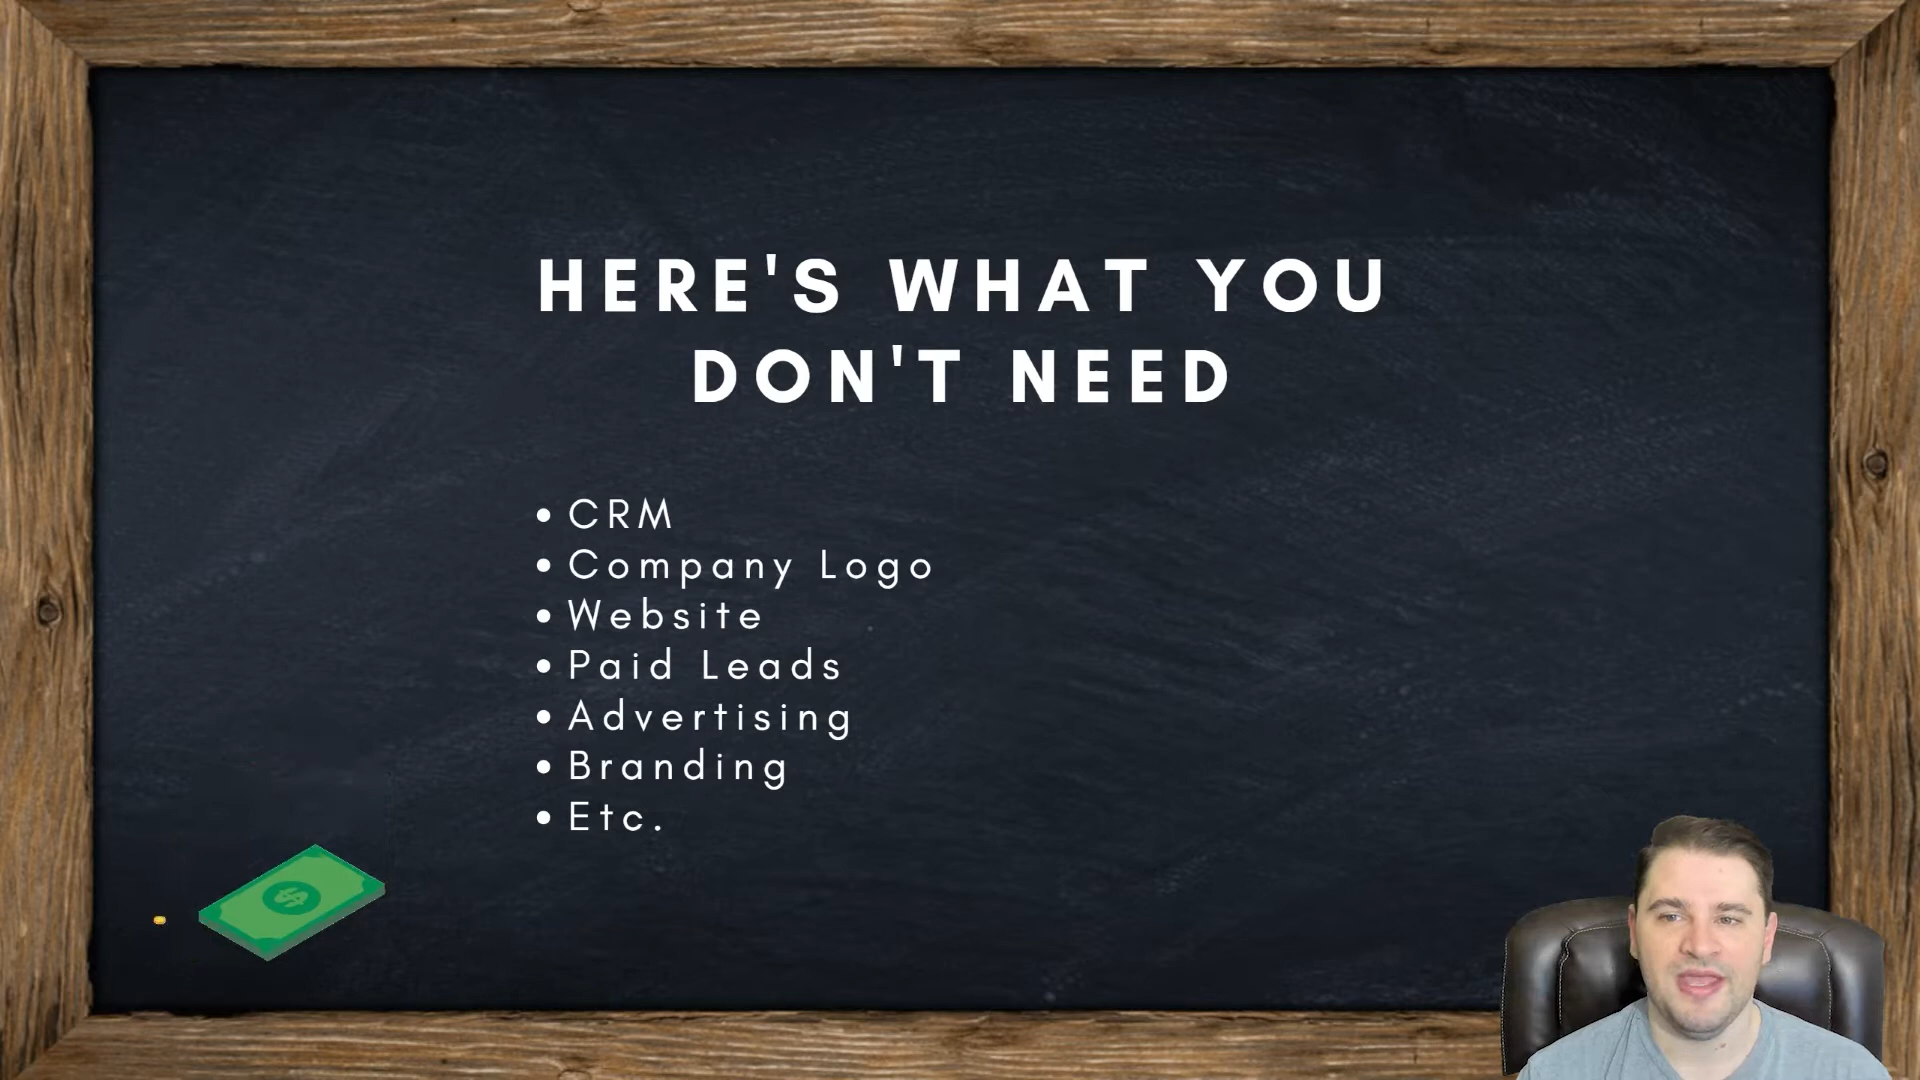 HERE'S WHAT YOU
DON'T NEED
• CRM
• Company Logo
• Website
• Paid Leads
• Advertising
• Branding
• Etc.
$